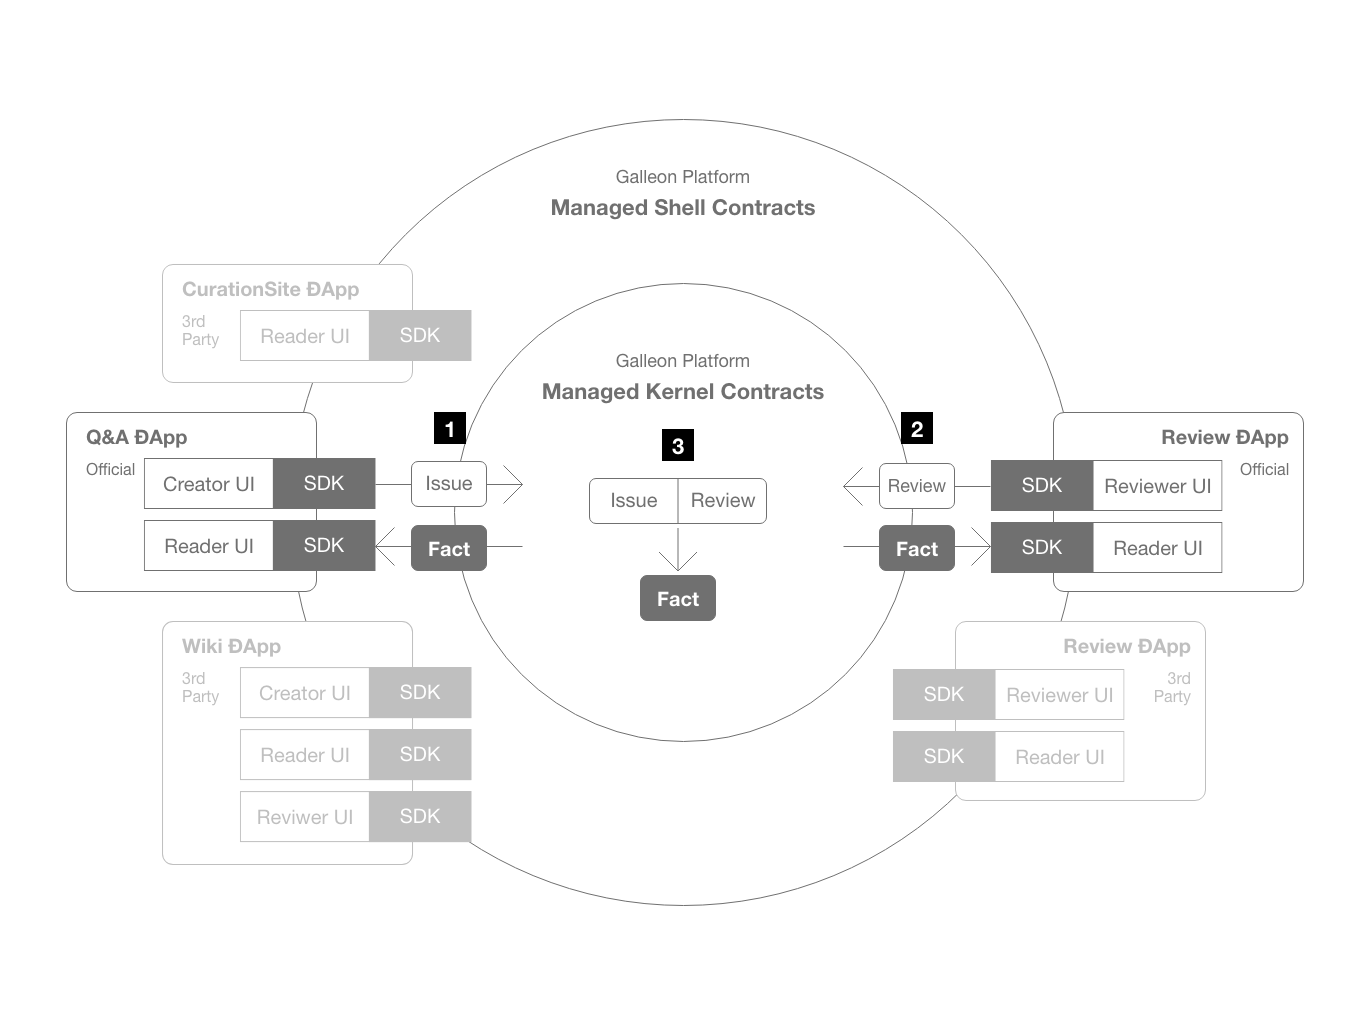 Galleon Platform
Managed Shell Contracts
CurationSite ĐApp
3rd
Party
Reader UI
SDK
Galleon Platform
Managed Kernel Contracts
Q&A ĐApp
Official
Creator UI
SDK
Reader UI
SDK
1
Issue
Fact
3
Issue
Review
Fact
2
Review
Fact
Review ĐApp
Official
SDK
Reviewer UI
SDK
Reader UI
Wiki ĐApp
3rd
Party
Creator UI
SDK
Reader UI
SDK
Reviwer UI
SDK
Review ĐApp
3rd
Party
SDK
Reviewer UI
SDK
Reader UI